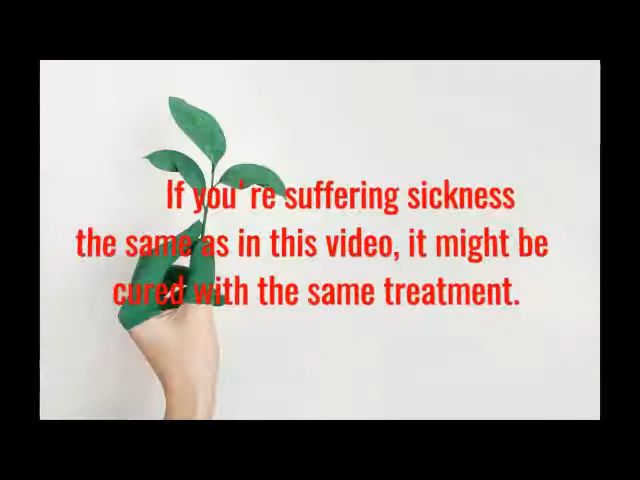 If you're suffering sickness
the same as in this video, it might be
cured with the same treatment.